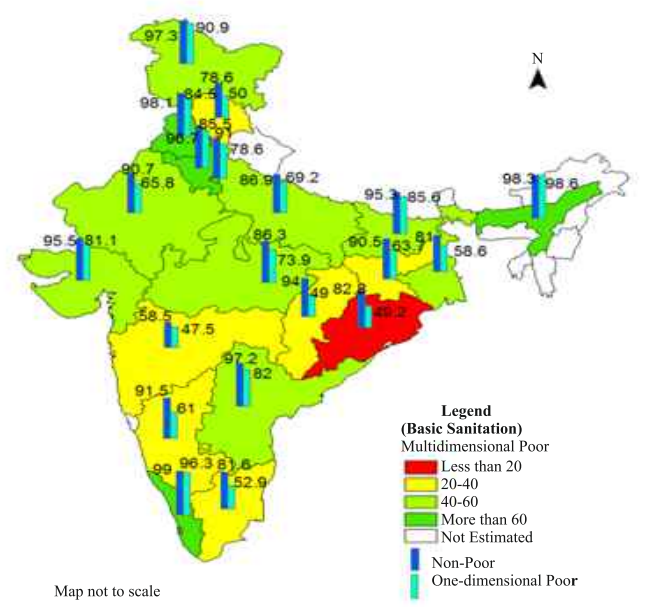 97.3 90.9
N
78.6
98.1 84.5 50
85.5
96.7 91
78.6
90.7
65.8
86.9 69.2
95.3 85.6
98.3 98.6
95.5 81.1
86.3
73.9
90.5 63.7
81
58.6
94
49
82.8
49.2
58.5
47.5
97.2
82
91.5
61
99 96.3
81.6
52.9
Legend
(Basic Sanitation)
Multidimensional Poor
Less than 20
20-40
40-60
More than 60
Not Estimated
Non-Poor
One-dimensional Poor
Map not to scale